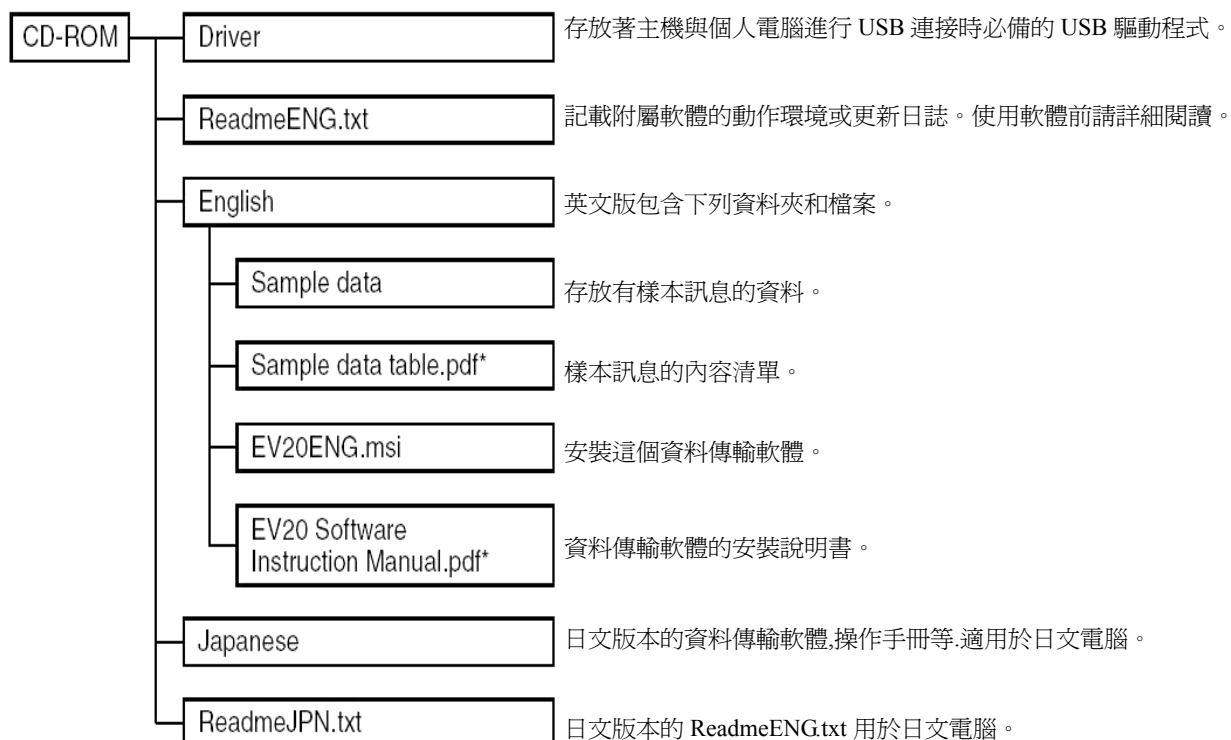 CD-ROM
Driver
存放著主機與個人電腦進行 USB 連接時必備的 USB 驅動程式。
ReadmeENG.txt
記載附屬軟體的動作環境或更新日誌。使用軟體前請詳細閱讀。
English
英文版包含下列資料夾和檔案。
Sample data
存放有樣本訊息的資料。
Sample data table.pdf*
樣本訊息的內容清單。
EV20ENG.msi
安裝這個資料傳輸軟體。
EV20 Software
Instruction Manual.pdf*
資料傳輸軟體的安裝說明書。
Japanese
日文版本的資料傳輸軟體,操作手冊等.適用於日文電腦。
ReadmeJPN.txt
日文版本的 ReadmeENG.txt 用於日文電腦。